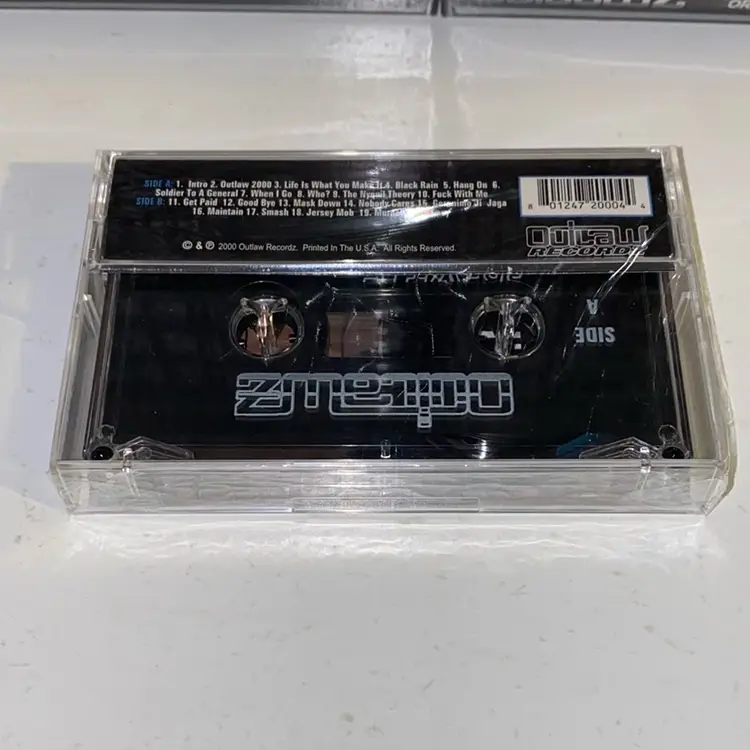 SIDE A: 1. Intro 2. Outlaw 2000 3. Life Is What You Make It 4. Black Rain 5. Hang On 6.
Soldier To A General 7. When I Go 8. Who? 8. The Nyquil Theory 10. Fuck With Me
SIDE B: 11. Get Paid 12. Good Bye 13. Mask Down 14. Nobody Cares 15. Geronimo Ji Jaga
16. Maintain 17. Smash 18. Jersey Mob 19.
8 01247 20004 4
OUTLAW
RECORDZ
© & ℗ 2000 Outlaw Recordz. Printed In The U.S.A. All Rights Reserved.
SIDE
A
OUTLAWZ